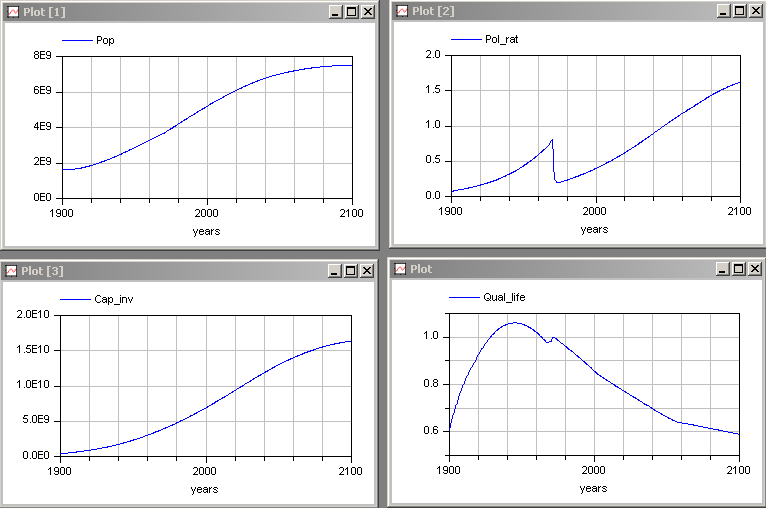 Plot [1]
Pop
8E9
6E9
4E9
2E9
0E0
1900 2000 2100
years
Plot [2]
Pol_rat
2.0
1.5
1.0
0.5
0.0
1900 2000 2100
years
Plot [3]
Cap_inv
2.0E10
1.5E10
1.0E10
5.0E9
0.0E0
1900 2000 2100
years
Plot
Qual_life
1.0
0.8
0.6
1900 2000 2100
years